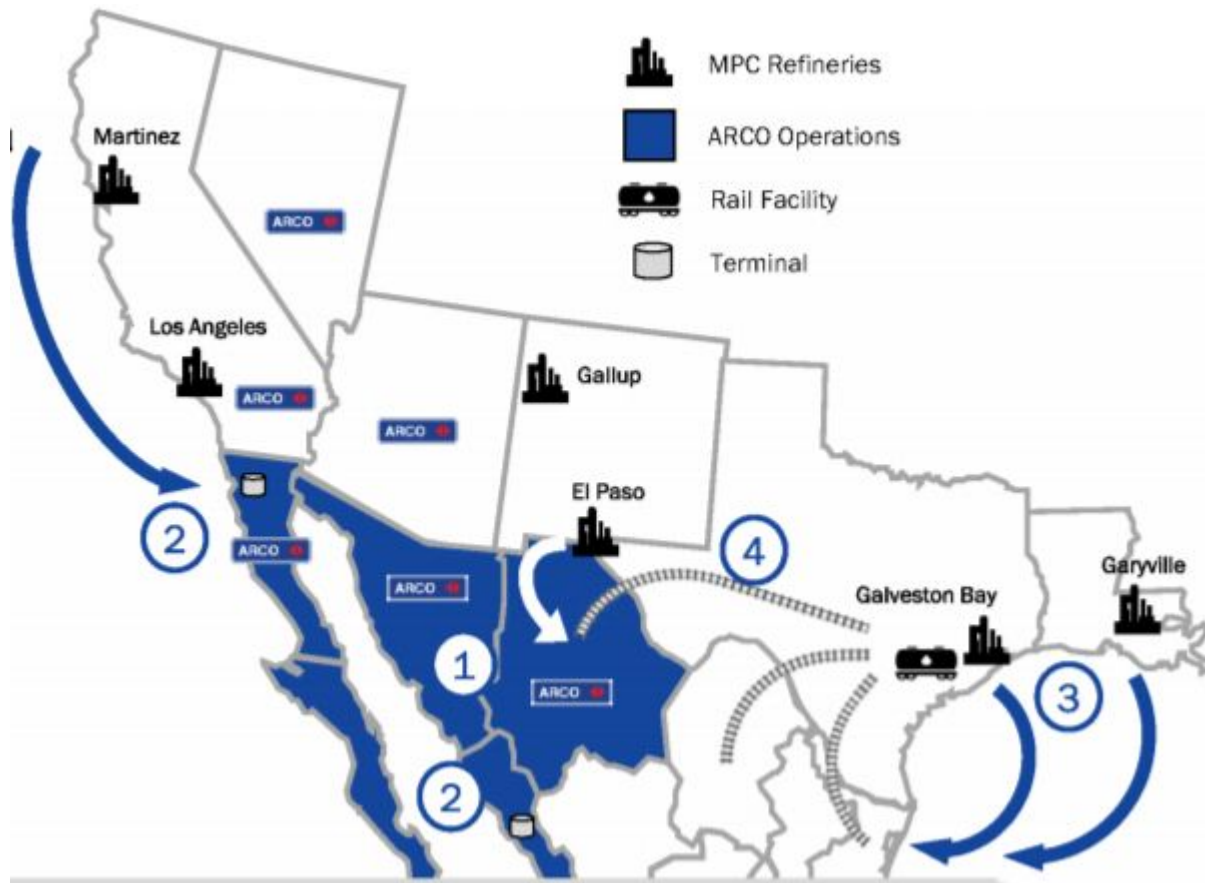 MPC Refineries
ARCO Operations
Rail Facility
Terminal
Martinez
ARCO
Los Angeles
ARCO
Gallup
ARCO
El Paso
2
ARCO
4
ARCO
Garyville
Galveston Bay
1
ARCO
3
2